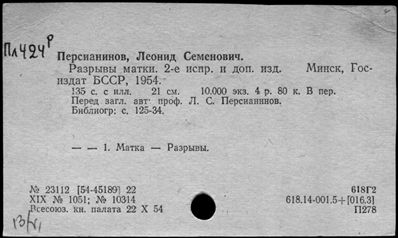 Пл424р
Персианинов, Леонид Семенович.
Разрывы матки. 2-е испр. и доп. изд. Минск, Гос-
издат БССР, 1954.
135 с. с илл. 21 см. 10.000 экз. 4 р. 80 к. В пер.
Перед загл. авт: проф. Л. С. Персианинов.
Библиогр: с. 125-34.
— — 1. Матка — Разрывы.
№ 23112 [54-45189] 22 618Г2
XIX № 1051; № 10314 618.14-001.5+[016.3]
Всесоюз. кн. палата 22 X 54 П278